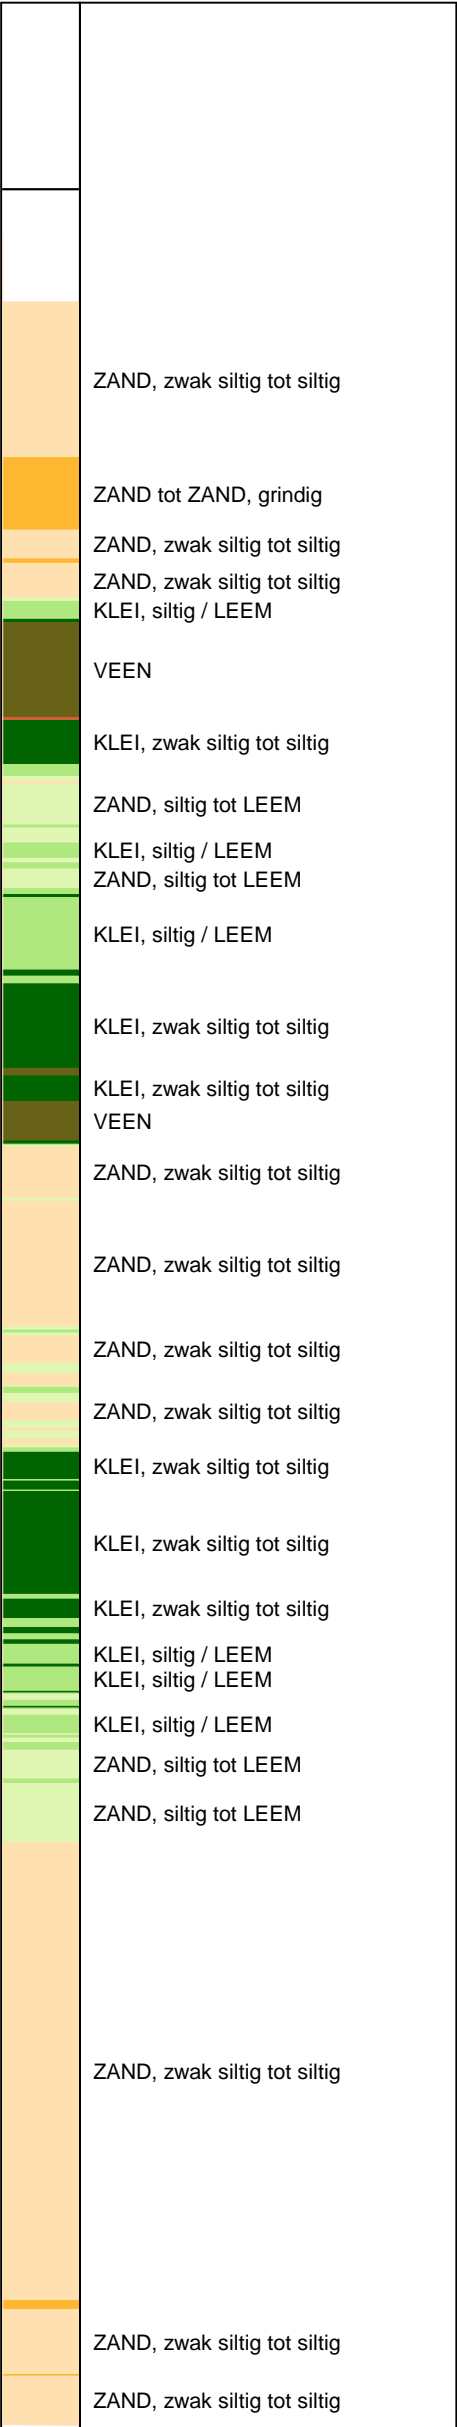 ZAND, zwak siltig tot siltig
ZAND tot ZAND, grindig
ZAND, zwak siltig tot siltig
ZAND, zwak siltig tot siltig
KLEI, siltig / LEEM
VEEN
KLEI, zwak siltig tot siltig
ZAND, siltig tot LEEM
KLEI, siltig / LEEM
ZAND, siltig tot LEEM
KLEI, siltig / LEEM
KLEI, zwak siltig tot siltig
KLEI, zwak siltig tot siltig
VEEN
ZAND, zwak siltig tot siltig
ZAND, zwak siltig tot siltig
ZAND, zwak siltig tot siltig
ZAND, zwak siltig tot siltig
KLEI, zwak siltig tot siltig
KLEI, zwak siltig tot siltig
KLEI, zwak siltig tot siltig
KLEI, siltig / LEEM
KLEI, siltig / LEEM
KLEI, siltig / LEEM
ZAND, siltig tot LEEM
ZAND, siltig tot LEEM
ZAND, zwak siltig tot siltig
ZAND, zwak siltig tot siltig
ZAND, zwak siltig tot siltig